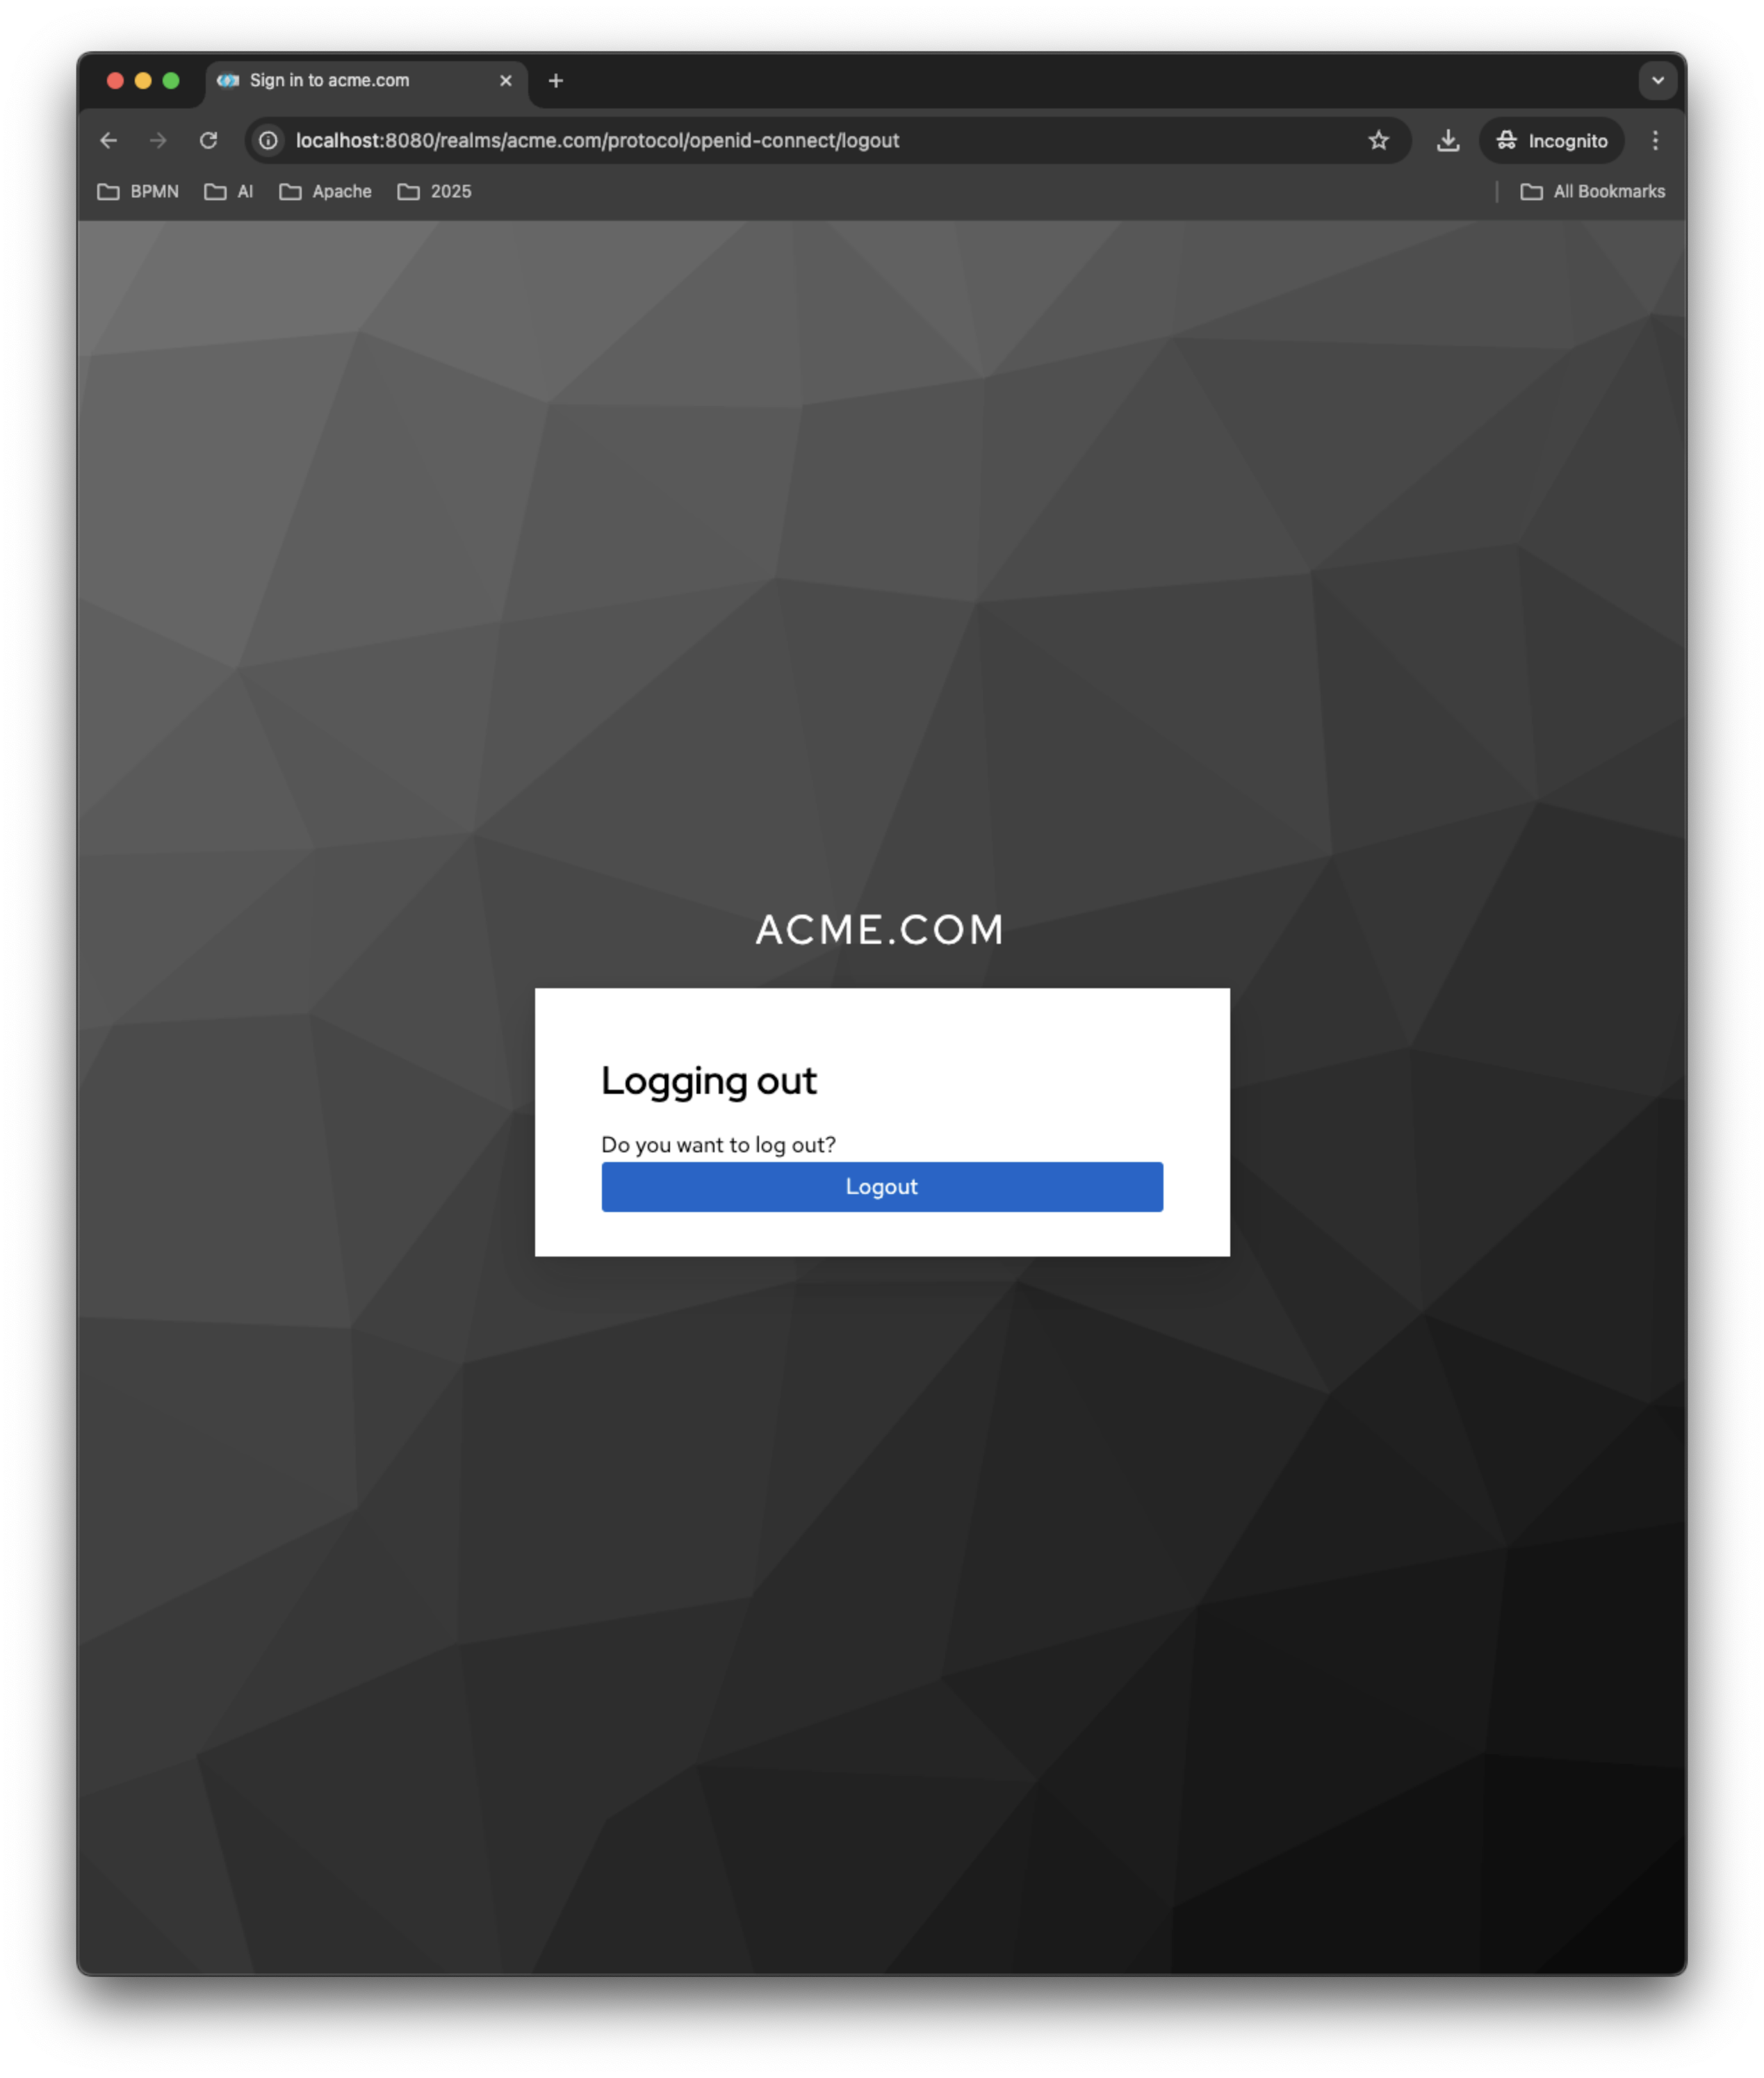 Sign in to acme.com
localhost:8080/realms/acme.com/protocol/openid-connect/logout
Incognito
BPMN AI Apache 2025 All Bookmarks
ACME.COM
Logging out
Do you want to log out?
Logout